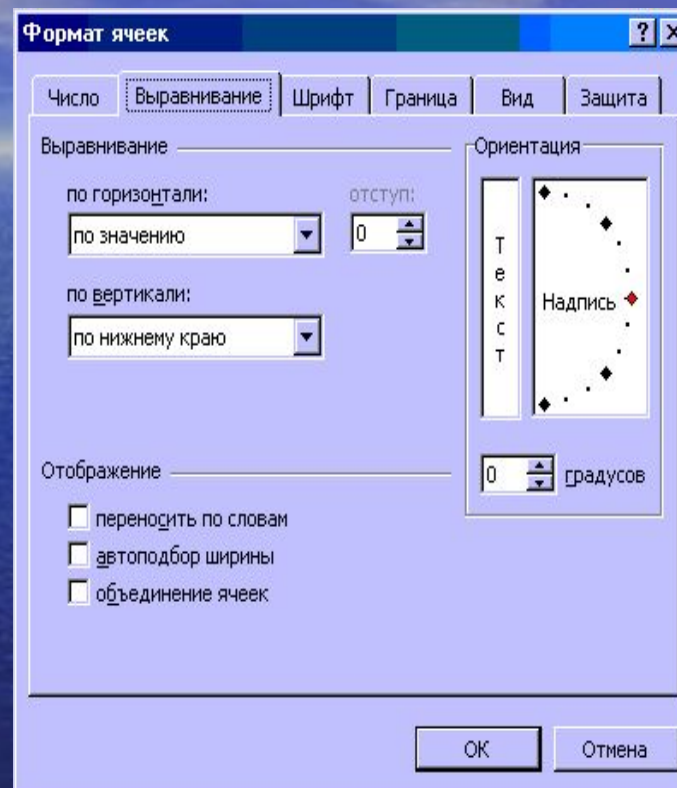 Формат ячеек
Число Выравнивание Шрифт Граница Вид Защита
Выравнивание
по горизонтали: отступ:
по значению 0
по вертикали:
по нижнему краю
Ориентация
Текст
Надпись
0 градусов
Отображение
переносить по словам
автоподбор ширины
объединение ячеек
ОК Отмена